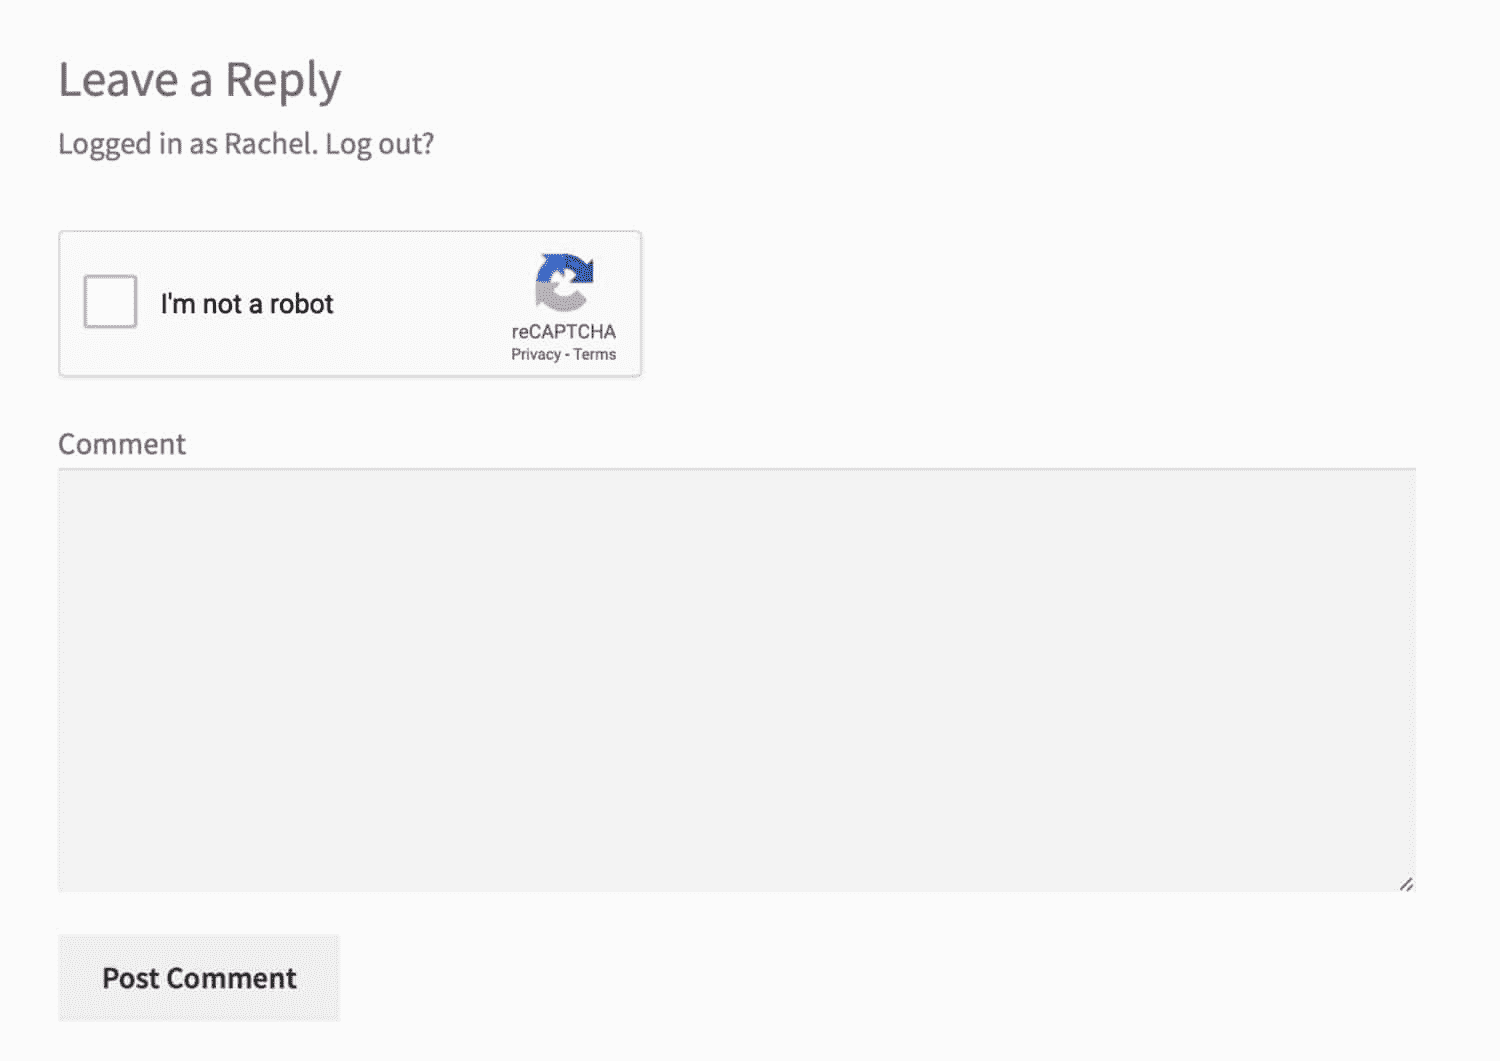 Leave a Reply
Logged in as Rachel. Log out?
I'm not a robot
reCAPTCHA
Privacy - Terms
Comment
Post Comment